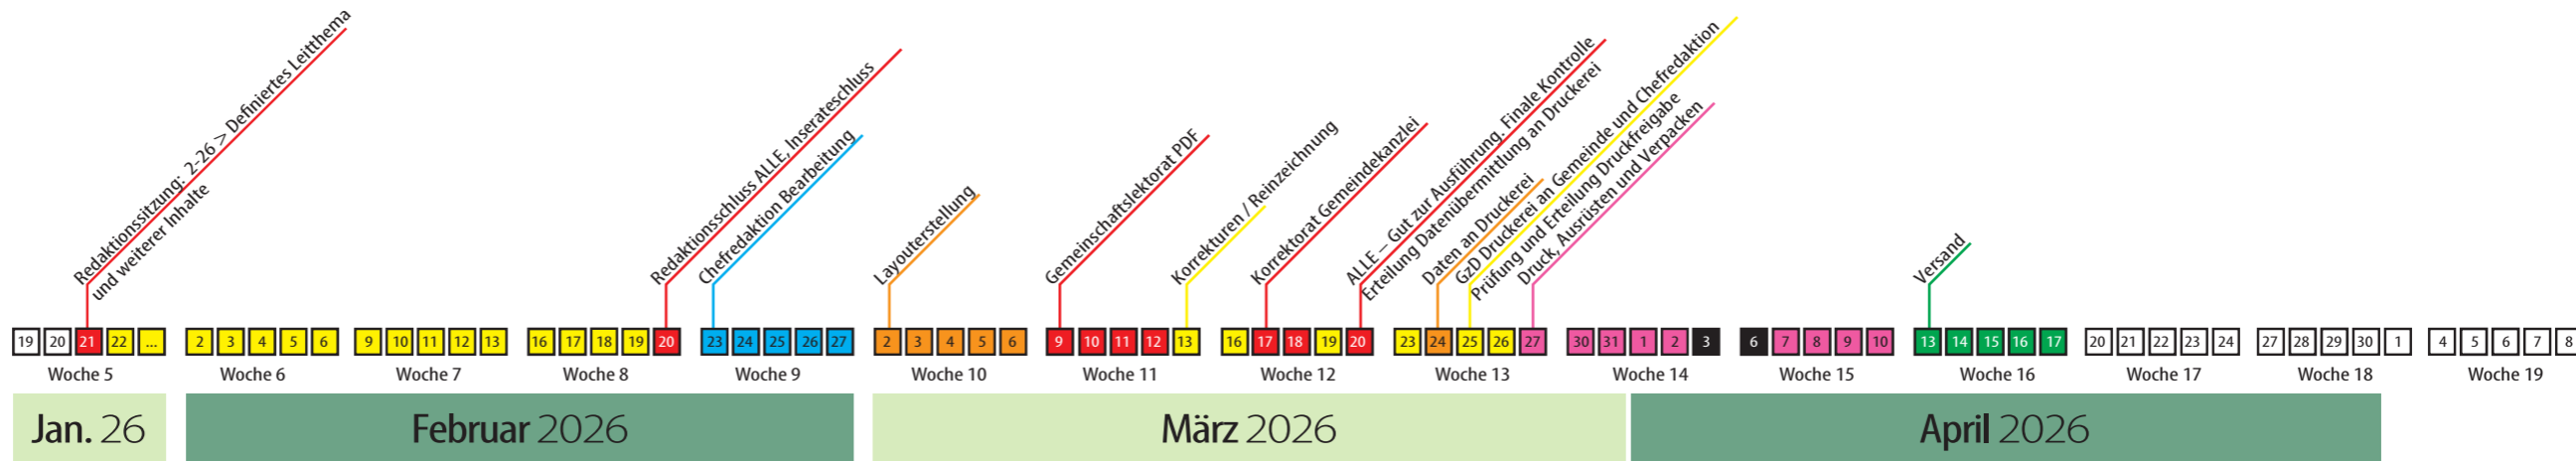 Redaktionssitzung: 2-26 > Definiertes Leitthema
und weiterer Inhalte
Redaktionsschluss ALLE, Inserateschluss
Chefredaktion Bearbeitung
Layouterstellung
Gemeinschaftslektorat PDF
Korrekturen / Reinzeichnung
Korrektorat Gemeindekanzlei
ALLE – Gut zur Ausführung. Finale Kontrolle
Erteilung Datenübermittlung an Druckerei
Daten an Druckerei
GzD Druckerei an Gemeinde und Chefredaktion
Prüfung und Erteilung Druckfreigabe
Druck, Ausrüsten und Verpacken
Versand
19 20 21 22 ... 2 3 4 5 6 9 10 11 12 13 16 17 18 19 20 23 24 25 26 27 2 3 4 5 6 9 10 11 12 13 16 17 18 19 20 23 24 25 26 27 30 31 1 2 3 6 7 8 9 10 13 14 15 16 17 20 21 22 23 24 27 28 29 30 1 4 5 6 7 8
Woche 5 Woche 6 Woche 7 Woche 8 Woche 9 Woche 10 Woche 11 Woche 12 Woche 13 Woche 14 Woche 15 Woche 16 Woche 17 Woche 18 Woche 19
Jan. 26 Februar 2026 März 2026 April 2026